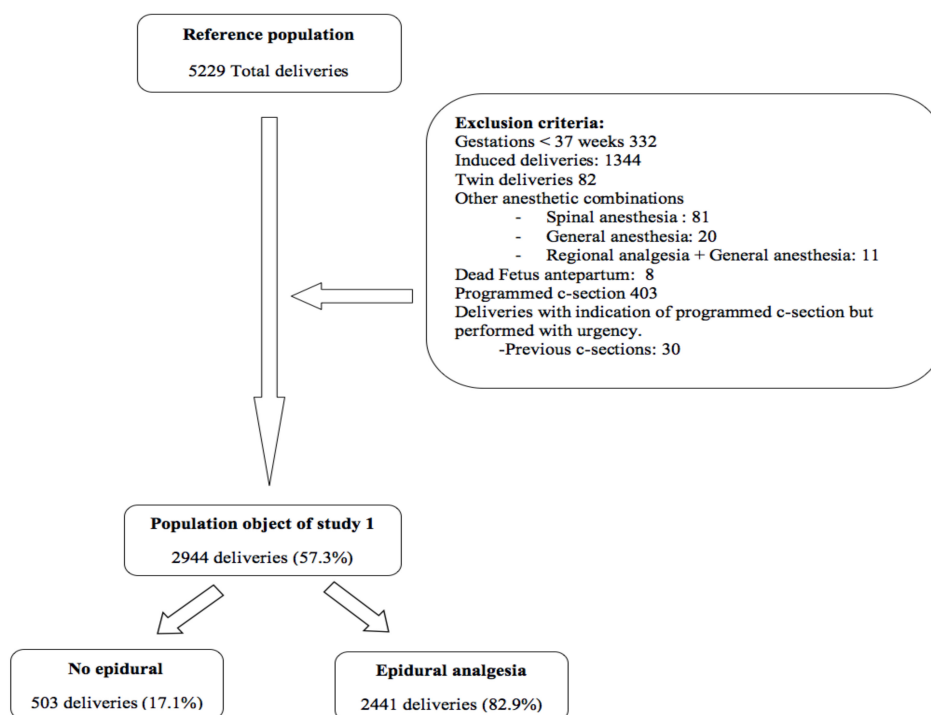 Reference population
5229 Total deliveries
Exclusion criteria:
Gestations < 37 weeks 332
Induced deliveries: 1344
Twin deliveries 82
Other anesthetic combinations
- Spinal anesthesia : 81
- General anesthesia: 20
- Regional analgesia + General anesthesia: 11
Dead Fetus antepartum: 8
Programmed c-section 403
Deliveries with indication of programmed c-section but
performed with urgency.
-Previous c-sections: 30
Population object of study 1
2944 deliveries (57.3%)
No epidural
503 deliveries (17.1%)
Epidural analgesia
2441 deliveries (82.9%)